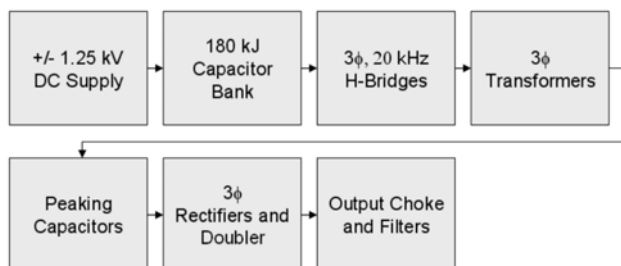 +/- 1.25 kV
DC Supply
180 kJ
Capacitor
Bank
3ϕ, 20 kHz
H-Bridges
3ϕ
Transformers
Peaking
Capacitors
3ϕ
Rectifiers and
Doubler
Output Choke
and Filters